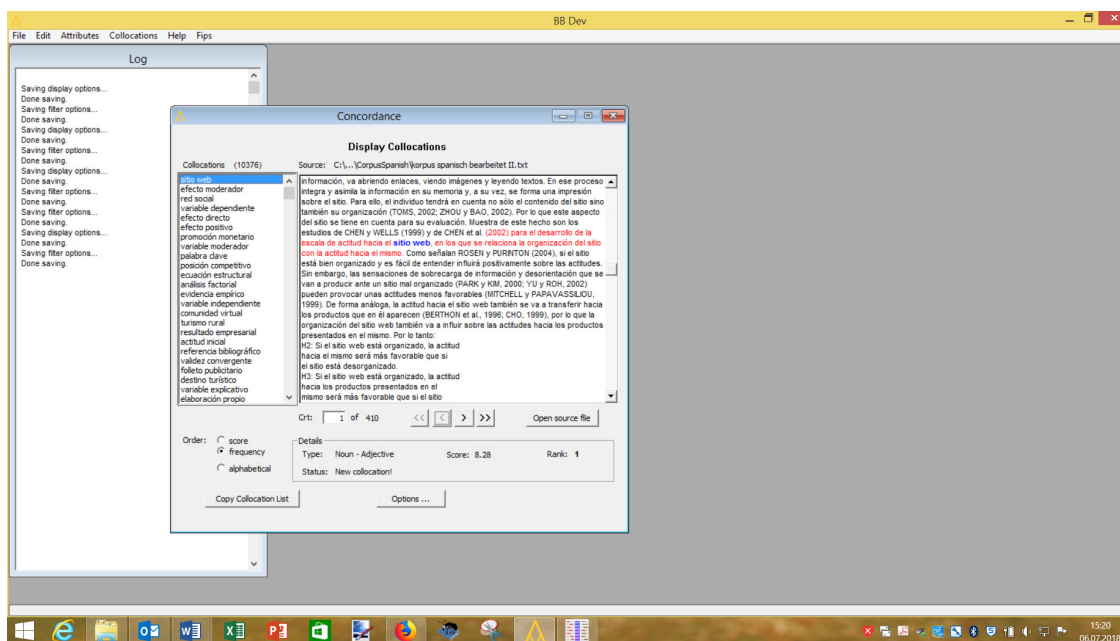 BB Dev
File Edit Attributes Collocations Help Fips
Log
Saving display options...
Done saving.
Saving filter options...
Done saving.
Saving display options...
Done saving.
Saving filter options...
Done saving.
Saving display options...
Done saving.
Saving filter options...
Done saving.
Saving filter options...
Done saving.
Saving display options...
Done saving.
Saving filter options...
Done saving.
Concordance
Display Collocations
Collocations (10376)
Source: C:\...\CorpusSpanish\korpus spanisch bearbeitet II.txt
sitio web
efecto moderador
red social
variable dependiente
efecto directo
efecto positivo
promoción monetario
variable moderador
palabra clave
posición competitivo
ecuación estructural
análisis factorial
evidencia empírico
variable independiente
comunidad virtual
turismo rural
resultado empresarial
actitud inicial
referencia bibliográfico
validez convergente
folleto publicitario
destino turístico
variable explicativo
elaboración propio
información, va abriendo enlaces, viendo imágenes y leyendo textos. En ese proceso
integra y asimila la información en su memoria y, a su vez, se forma una impresión
sobre el sitio. Para ello, el individuo tendrá en cuenta no sólo el contenido del sitio sino
también su organización (TOMS, 2002; ZHOU y BAO, 2002). Por lo que este aspecto
del sitio se tiene en cuenta para su evaluación. Muestra de este hecho son los
estudios de CHEN y WELLS (1999) y de CHEN et al. (2002) para el desarrollo de la
escala de actitud hacia el sitio web, en los que se relaciona la organización del sitio
con la actitud hacia el mismo. Como señalan ROSEN y PURINTON (2004), si el sitio
está bien organizado y es fácil de entender influirá positivamente sobre las actitudes.
Sin embargo, las sensaciones de sobrecarga de información y desorientación que se
van a producir ante un sitio mal organizado (PARK y KIM, 2000; YU y ROH, 2002)
pueden provocar unas actitudes menos favorables (MITCHELL y PAPAVASSILIOU,
1999). De forma análoga, la actitud hacia el sitio web también se va a transferir hacia
los productos que en él aparecen (BERTHON et al., 1996; CHO, 1999), por lo que la
organización del sitio web también va a influir sobre las actitudes hacia los productos
presentados en el mismo. Por lo tanto:
H2: Si el sitio web está organizado, la actitud
hacia el mismo será más favorable que si
el sitio está desorganizado.
H3: Si el sitio web está organizado, la actitud
hacia los productos presentados en el
mismo será más favorable que si el sitio
Crt: 1 of 410 << < > >> Open source file
Order: score
frequency
alphabetical
Details
Type: Noun - Adjective Score: 8.28 Rank: 1
Status: New collocation!
Copy Collocation List Options ...
15:20